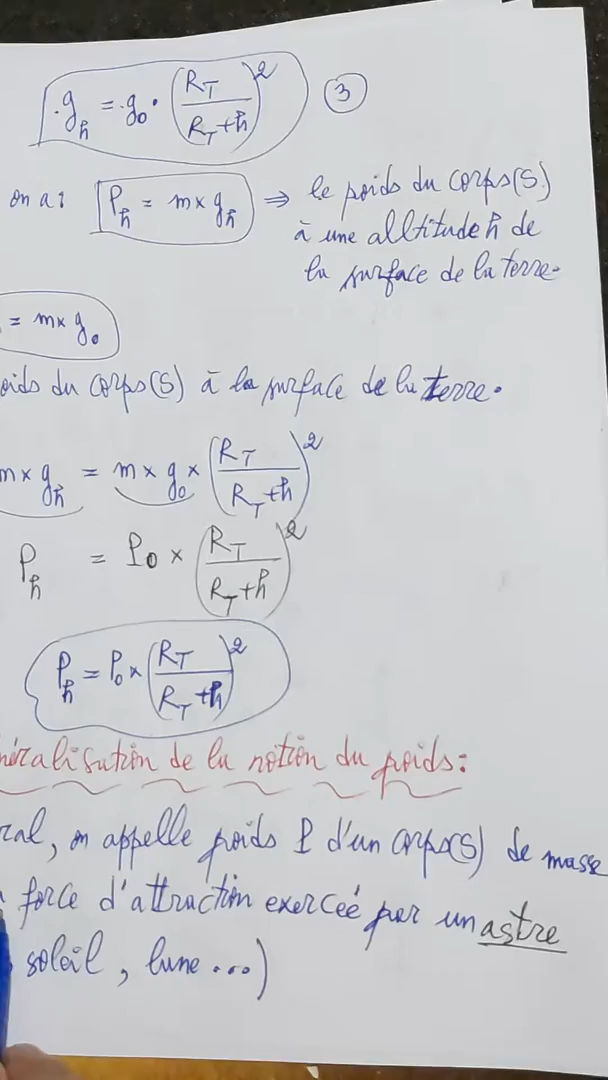 g_h = g_0 · (R_T / (R_T+h))² ③
on a : P_h = m × g_h ⇒ le poids du corps(S)
à une alltitude h de
la surface de la terre.
= m× g_0
oids du corps(S) à la surface de la terre.
m × g_h = m × g_0 × (R_T / (R_T+h))²
P_h = P_0 × (R_T / (R_T+h))²
P_h = P_0 × (R_T / (R_T+h))²
néralisation de la notion du poids :
ral, on appelle poids P d'un corps(S) de masse
force d'attraction exerceé par un astre
soleil, lune ...)